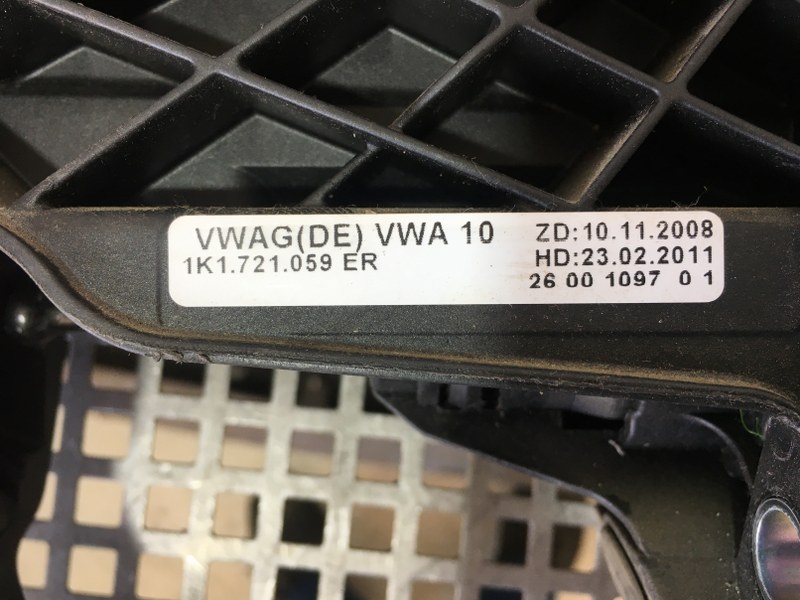 VWAG(DE) VWA 10 ZD:10.11.2008
1K1.721.059 ER HD:23.02.2011
26 00 1097 0 1